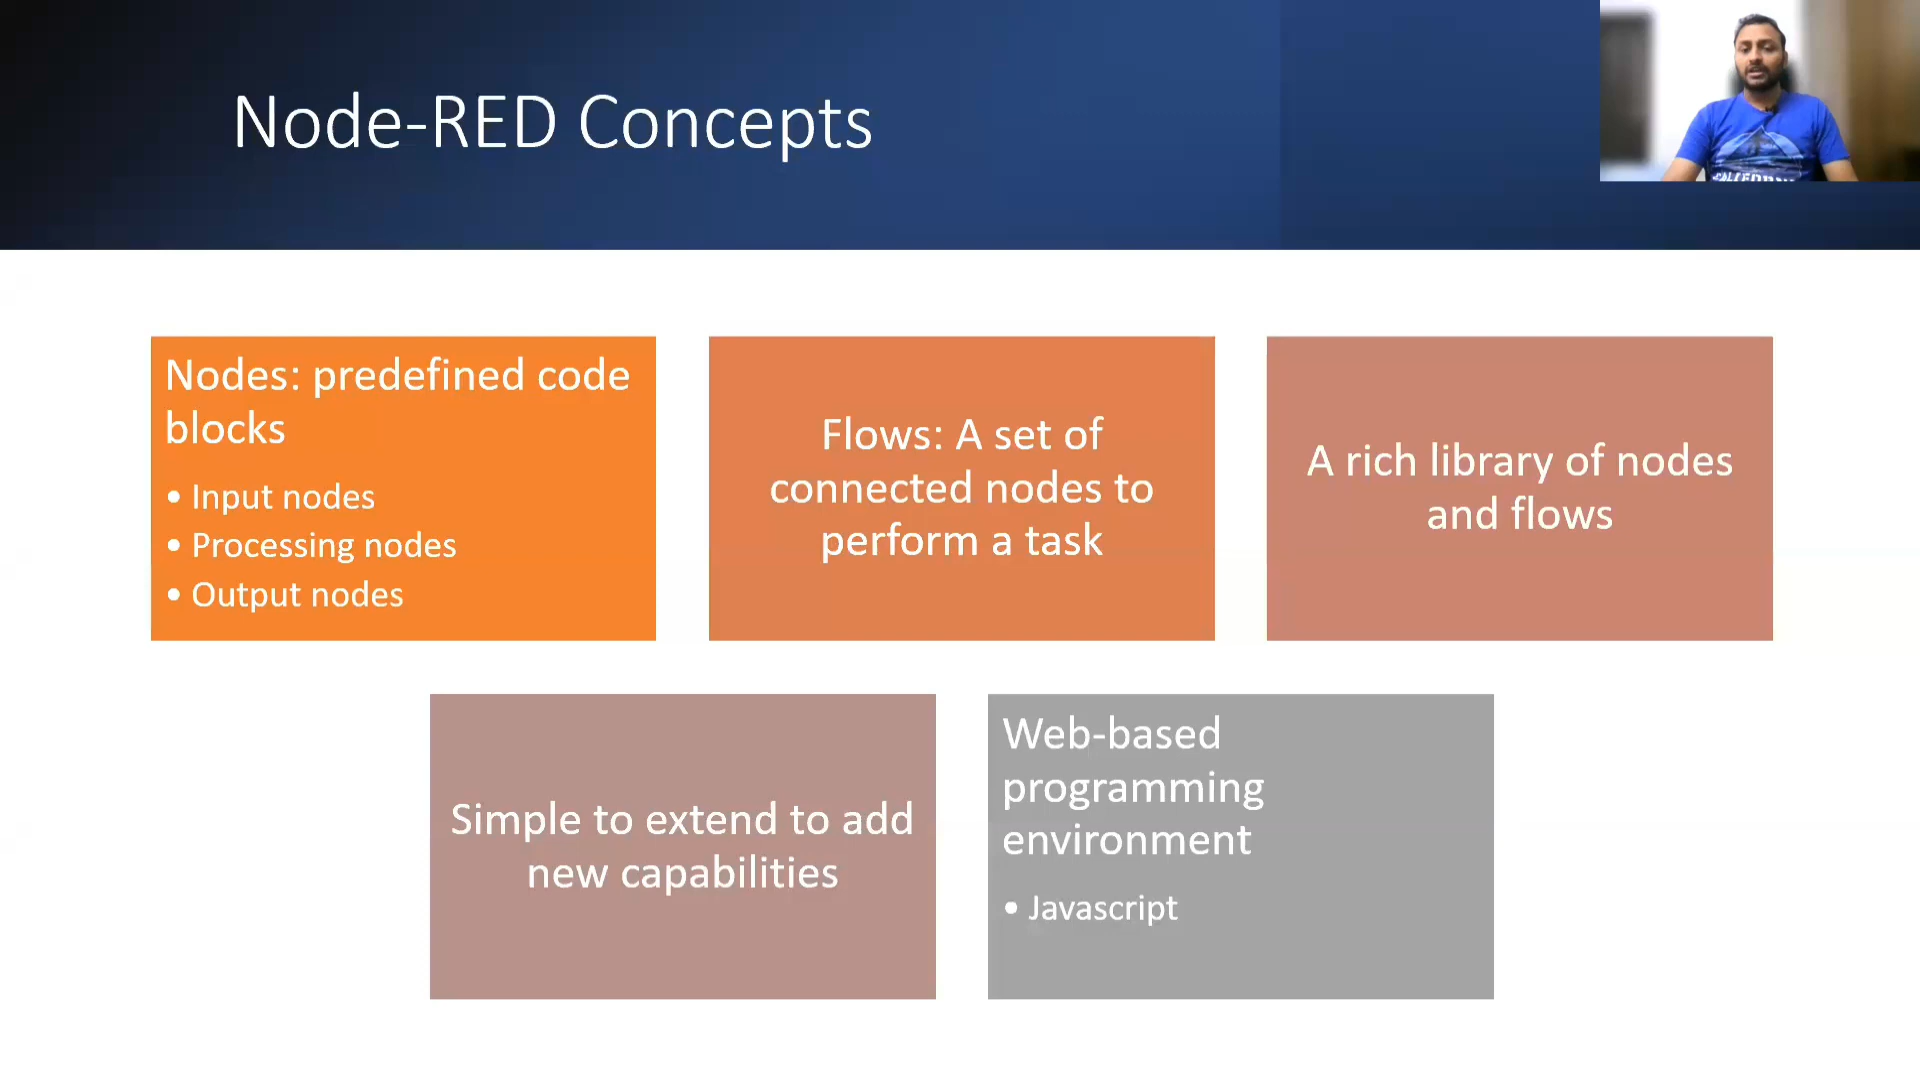 Node-RED Concepts
Nodes: predefined code
blocks
• Input nodes
• Processing nodes
• Output nodes
Flows: A set of
connected nodes to
perform a task
A rich library of nodes
and flows
Simple to extend to add
new capabilities
Web-based
programming
environment
• Javascript